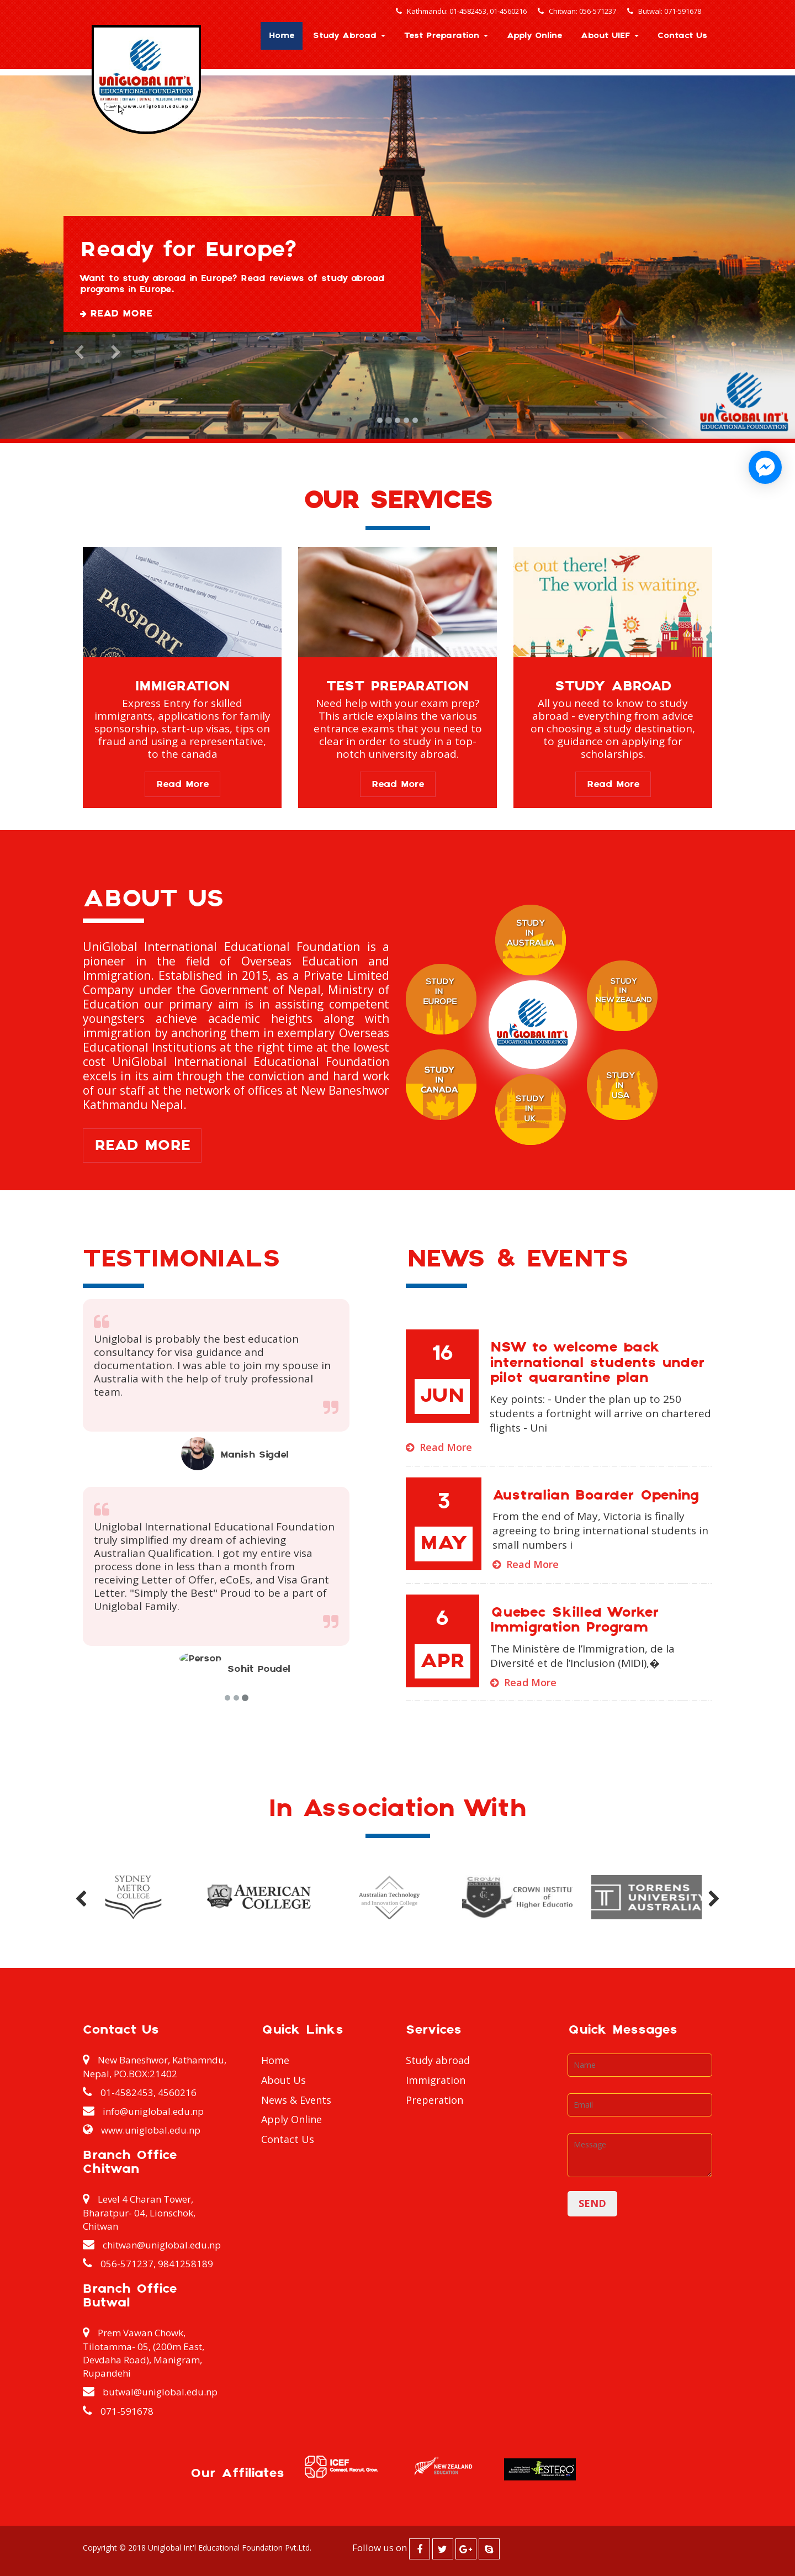 Kathmandu: 01-4582453, 01-4560216 Chitwan: 056-571237 Butwal: 071-591678
Home Study Abroad Test Preparation Apply Online About UIEF Contact Us
UNIGLOBAL INT'L
EDUCATIONAL FOUNDATION
www.uniglobal.edu.np
Ready for Europe?
Want to study abroad in Europe? Read reviews of study abroad
programs in Europe.
READ MORE
UNIGLOBAL INT'L
EDUCATIONAL FOUNDATION
OUR SERVICES
PASSPORT
et out there!
The world is waiting.
IMMIGRATION
Express Entry for skilled
immigrants, applications for family
sponsorship, start-up visas, tips on
fraud and using a representative,
to the canada
Read More
TEST PREPARATION
Need help with your exam prep?
This article explains the various
entrance exams that you need to
clear in order to study in a top-
notch university abroad.
Read More
STUDY ABROAD
All you need to know to study
abroad - everything from advice
on choosing a study destination,
to guidance on applying for
scholarships.
Read More
ABOUT US
UniGlobal International Educational Foundation is a
pioneer in the field of Overseas Education and
Immigration. Established in 2015, as a Private Limited
Company under the Government of Nepal, Ministry of
Education our primary aim is in assisting competent
youngsters achieve academic heights along with
immigration by anchoring them in exemplary Overseas
Educational Institutions at the right time at the lowest
cost UniGlobal International Educational Foundation
excels in its aim through the conviction and hard work
of our staff at the network of offices at New Baneshwor
Kathmandu Nepal.
READ MORE
STUDY
IN
AUSTRALIA
STUDY
IN
EUROPE
STUDY
IN
NEW ZEALAND
UNIGLOBAL INT'L
EDUCATIONAL FOUNDATION
STUDY
IN
CANADA
STUDY
IN
USA
STUDY
IN
UK
TESTIMONIALS
Uniglobal is probably the best education
consultancy for visa guidance and
documentation. I was able to join my spouse in
Australia with the help of truly professional
team.
Manish Sigdel
Uniglobal International Educational Foundation
truly simplified my dream of achieving
Australian Qualification. I got my entire visa
process done in less than a month from
receiving Letter of Offer, eCoEs, and Visa Grant
Letter. "Simply the Best" Proud to be a part of
Uniglobal Family.
Person
Sohit Poudel
NEWS & EVENTS
16
JUN
NSW to welcome back
international students under
pilot quarantine plan
Key points: - Under the plan up to 250
students a fortnight will arrive on chartered
flights - Uni
Read More
3
MAY
Australian Boarder Opening
From the end of May, Victoria is finally
agreeing to bring international students in
small numbers i
Read More
6
APR
Quebec Skilled Worker
Immigration Program
The Ministère de l’Immigration, de la
Diversité et de l’Inclusion (MIDI),�
Read More
In Association With
SYDNEY
METRO
COLLEGE
AC
AMERICAN
COLLEGE
Australian Technology
and Innovation College
CROWN
CROWN INSTITU
of
Higher Educatio
TORRENS
UNIVERSITY
AUSTRALIA
Contact Us
New Baneshwor, Kathamndu,
Nepal, PO.BOX:21402
01-4582453, 4560216
info@uniglobal.edu.np
www.uniglobal.edu.np
Branch Office
Chitwan
Level 4 Charan Tower,
Bharatpur- 04, Lionschok,
Chitwan
chitwan@uniglobal.edu.np
056-571237, 9841258189
Branch Office
Butwal
Prem Vawan Chowk,
Tilotamma- 05, (200m East,
Devdaha Road), Manigram,
Rupandehi
butwal@uniglobal.edu.np
071-591678
Quick Links
Home
About Us
News & Events
Apply Online
Contact Us
Services
Study abroad
Immigration
Preperation
Quick Messages
Name
Email
Message
SEND
Our Affiliates
ICEF
Connect. Recruit. Grow.
NEW ZEALAND
EDUCATION
ESTERO
Copyright © 2018 Uniglobal Int'l Educational Foundation Pvt.Ltd.
Follow us on